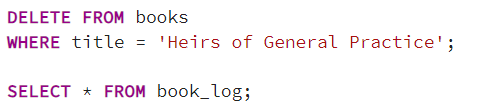 DELETE FROM books
WHERE title = 'Heirs of General Practice';
SELECT * FROM book_log;